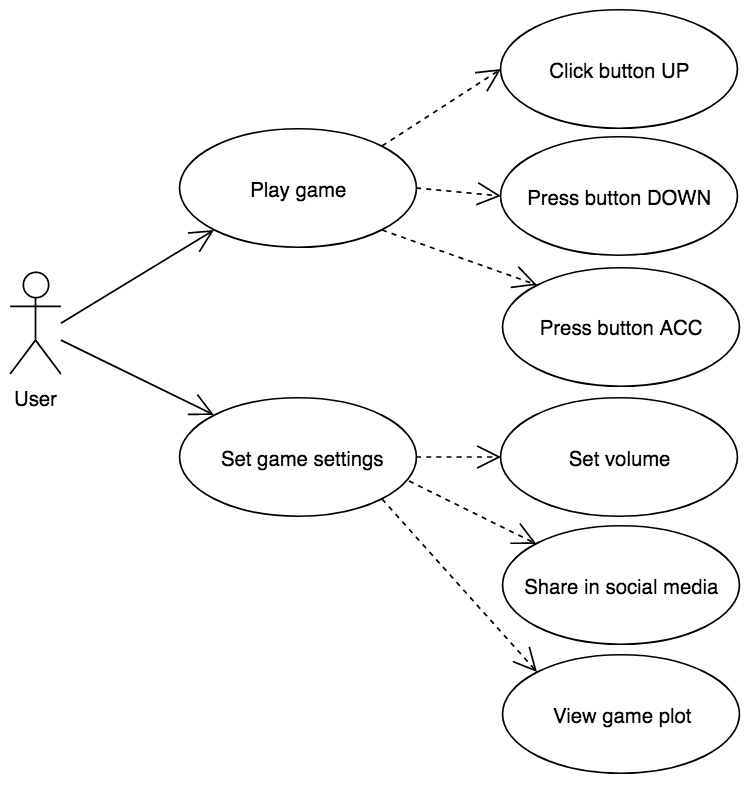 Click button UP
Play game
Press button DOWN
Press button ACC
User
Set game settings
Set volume
Share in social media
View game plot